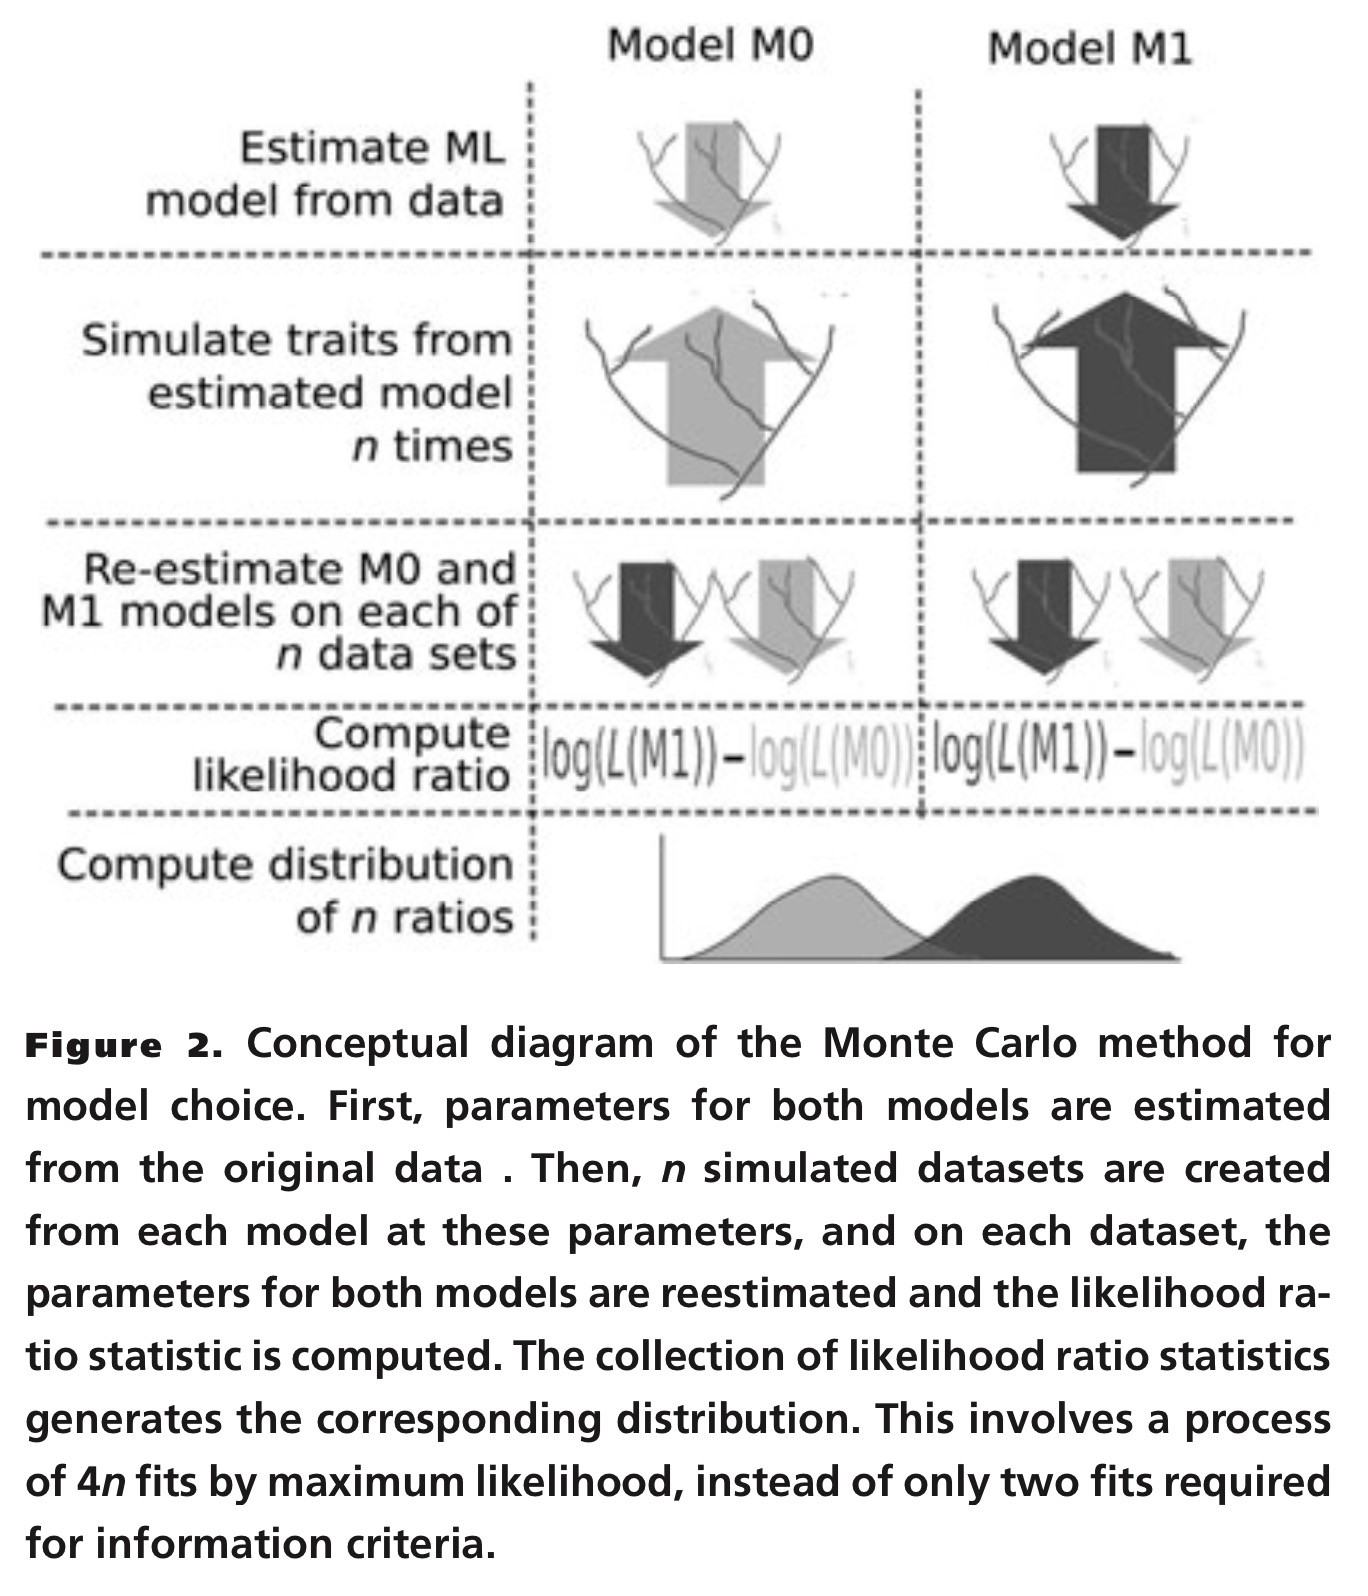 Model M0
Model M1
Estimate ML
model from data
Simulate traits from
estimated model
n times
Re-estimate M0 and
M1 models on each of
n data sets
Compute
likelihood ratio
log(L(M1))–log(L(M0))
log(L(M1))–log(L(M0))
Compute distribution
of n ratios
Figure 2. Conceptual diagram of the Monte Carlo method for
model choice. First, parameters for both models are estimated
from the original data . Then, n simulated datasets are created
from each model at these parameters, and on each dataset, the
parameters for both models are reestimated and the likelihood ra-
tio statistic is computed. The collection of likelihood ratio statistics
generates the corresponding distribution. This involves a process
of 4n fits by maximum likelihood, instead of only two fits required
for information criteria.